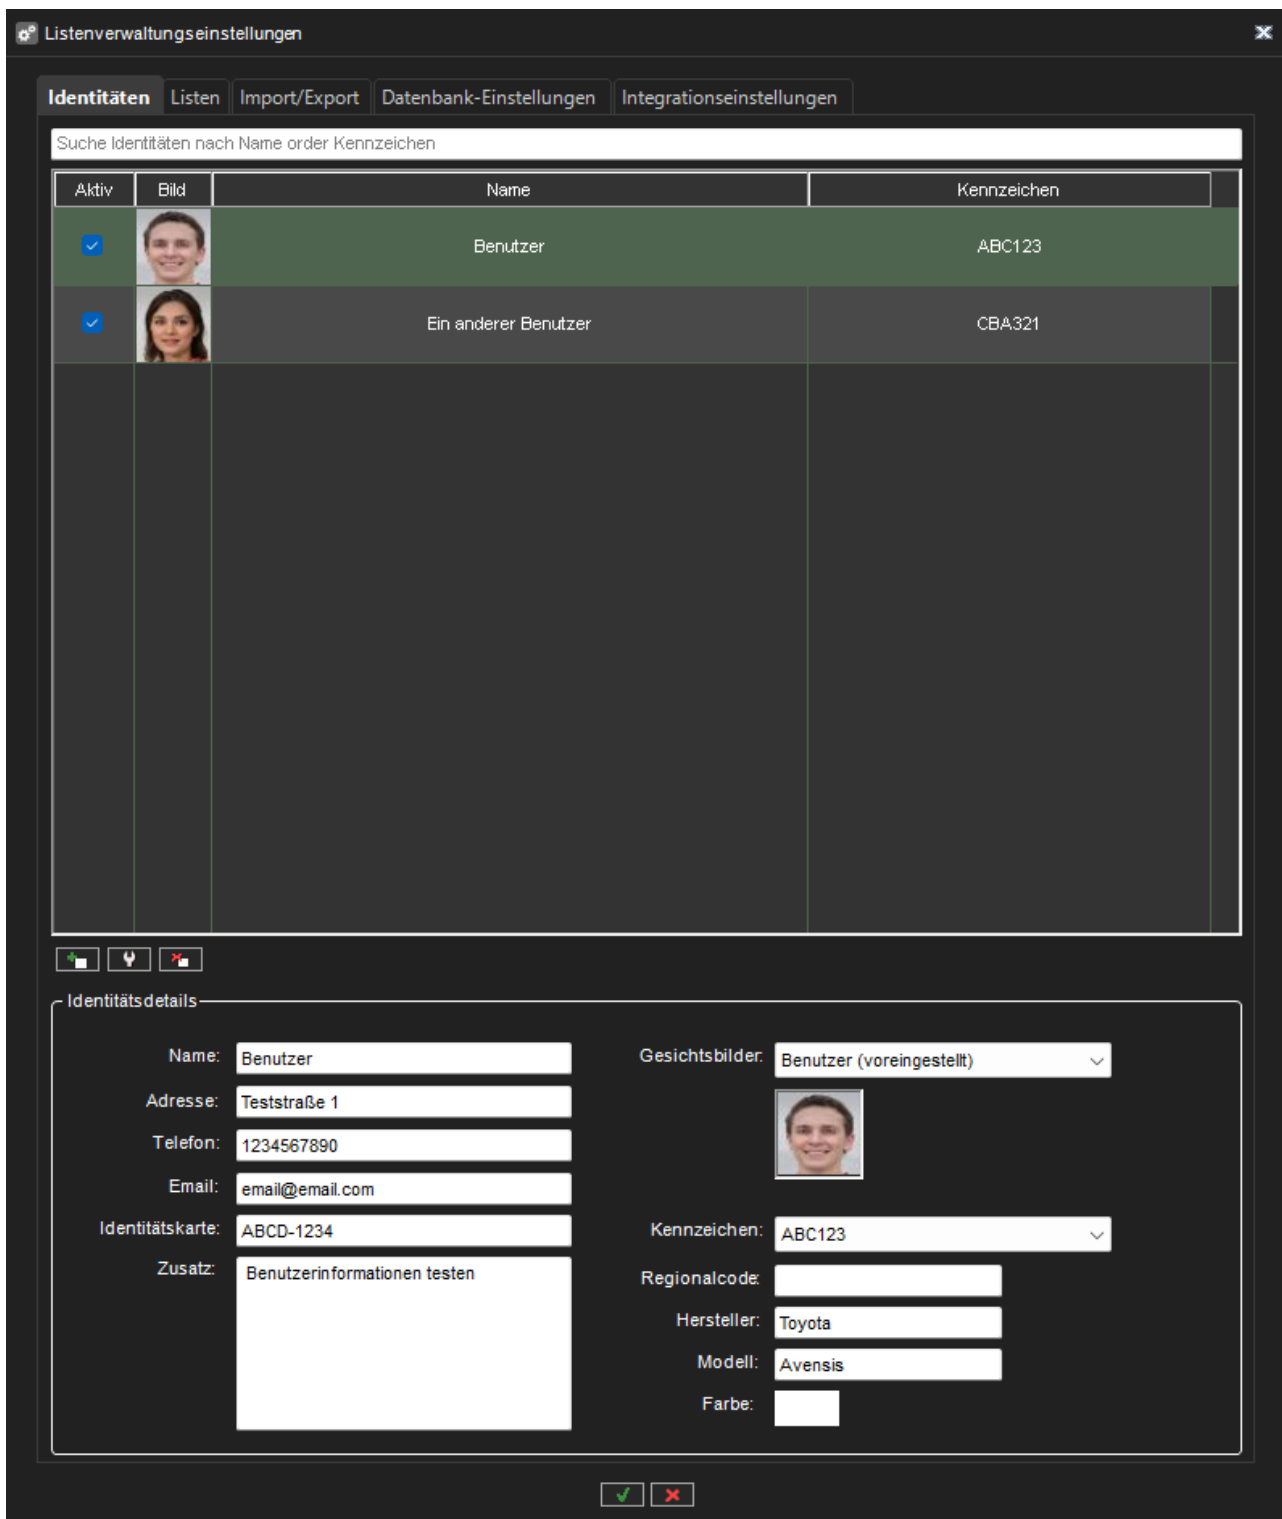 Listenverwaltungseinstellungen
Identitäten Listen Import/Export Datenbank-Einstellungen Integrationseinstellungen
Suche Identitäten nach Name order Kennzeichen
Aktiv Bild Name Kennzeichen
Benutzer ABC123
Ein anderer Benutzer CBA321
Identitätsdetails
Name: Benutzer
Adresse: Teststraße 1
Telefon: 1234567890
Email: email@email.com
Identitätskarte: ABCD-1234
Zusatz: Benutzerinformationen testen
Gesichtsbilder: Benutzer (voreingestellt)
Kennzeichen: ABC123
Regionalcode:
Hersteller: Toyota
Modell: Avensis
Farbe: